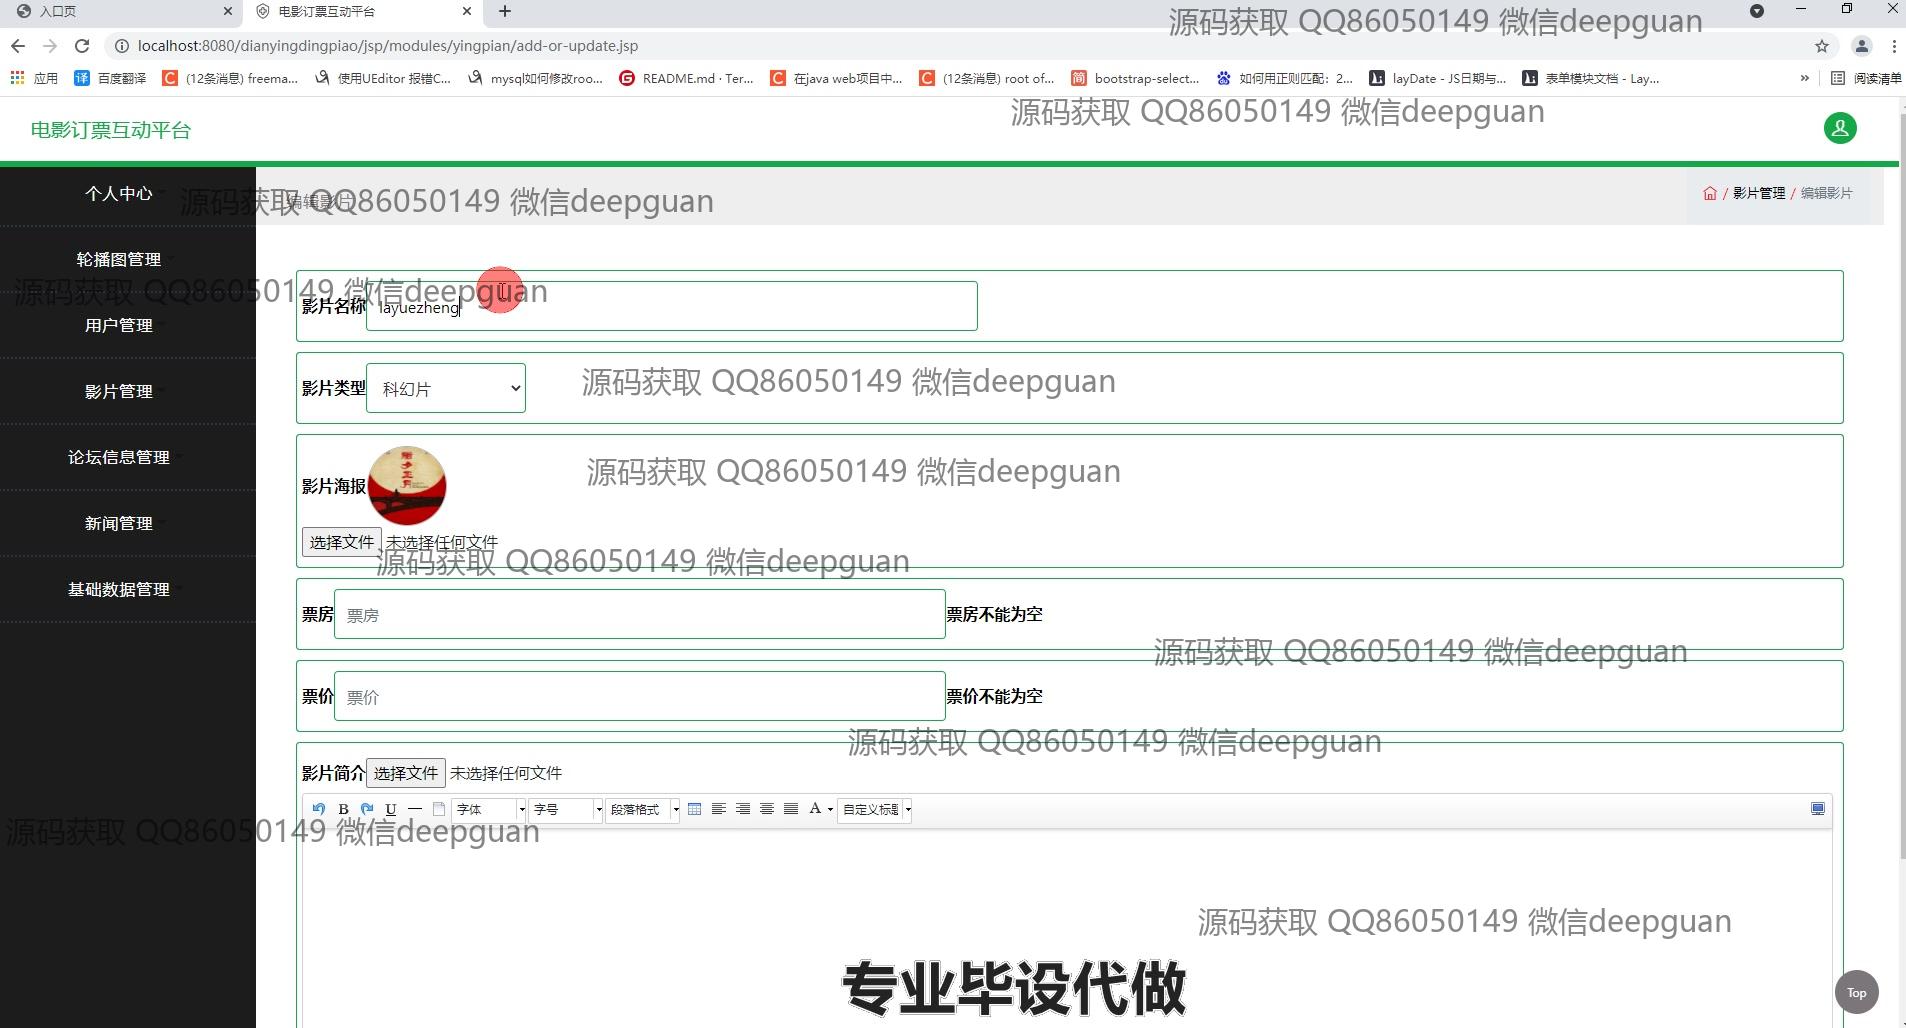 入口页
电影订票互动平台
源码获取 QQ86050149 微信deepguan
localhost:8080/dianyingdingpiao/jsp/modules/yingpian/add-or-update.jsp
应用
百度翻译
(12条消息) freema...
使用UEditor 报错C...
mysql如何修改roo...
README.md · Ter...
在java web项目中...
(12条消息) root of...
bootstrap-select...
如何用正则匹配：2...
layDate - JS日期与...
表单模块文档 - Lay...
»
阅读清单
源码获取 QQ86050149 微信deepguan
电影订票互动平台
个人中心
源码获取 QQ86050149 微信deepguan
编辑影片
/ 影片管理 / 编辑影片
轮播图管理
源码获取 QQ86050149 微信deepguan
影片名称
layuezheng
用户管理
影片管理
影片类型
科幻片
源码获取 QQ86050149 微信deepguan
论坛信息管理
影片海报
源码获取 QQ86050149 微信deepguan
新闻管理
选择文件 未选择任何文件
源码获取 QQ86050149 微信deepguan
基础数据管理
票房
票房
票房不能为空
源码获取 QQ86050149 微信deepguan
票价
票价
票价不能为空
源码获取 QQ86050149 微信deepguan
影片简介
选择文件 未选择任何文件
B U 字体 字号 段落格式 A 自定义标题
源码获取 QQ86050149 微信deepguan
源码获取 QQ86050149 微信deepguan
专业毕设代做
Top